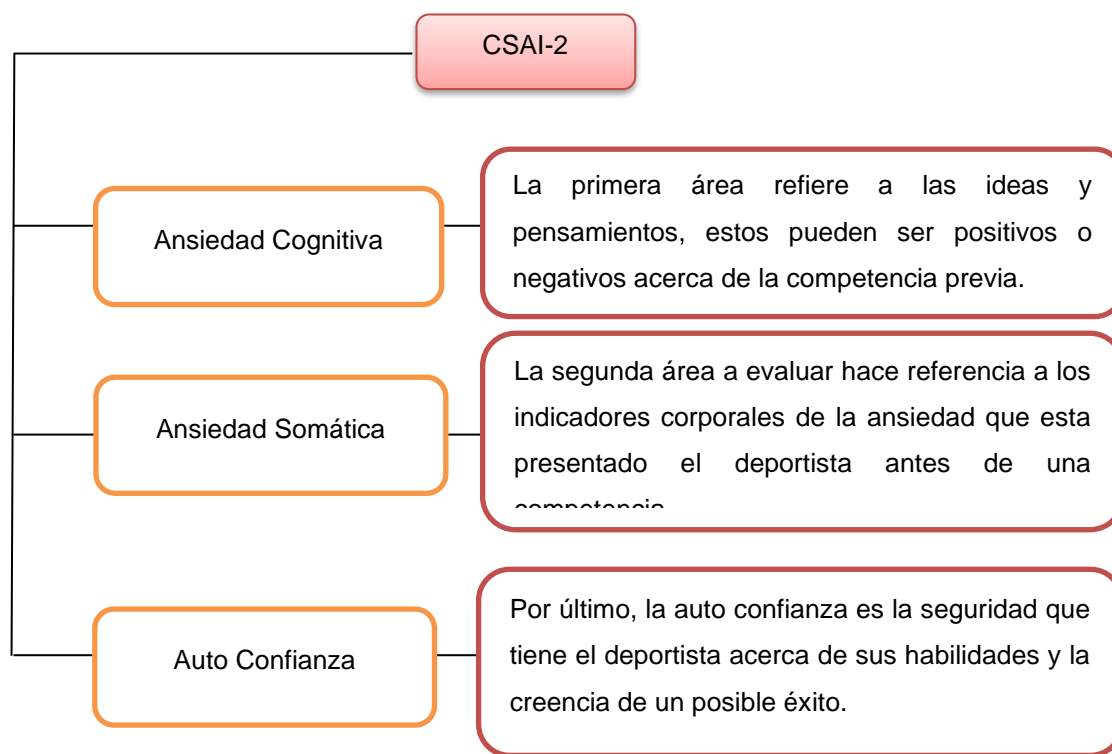 CSAI-2
Ansiedad Cognitiva
La primera área refiere a las ideas y
pensamientos, estos pueden ser positivos o
negativos acerca de la competencia previa.
Ansiedad Somática
La segunda área a evaluar hace referencia a los
indicadores corporales de la ansiedad que esta
presentado el deportista antes de una
competencia
Auto Confianza
Por último, la auto confianza es la seguridad que
tiene el deportista acerca de sus habilidades y la
creencia de un posible éxito.